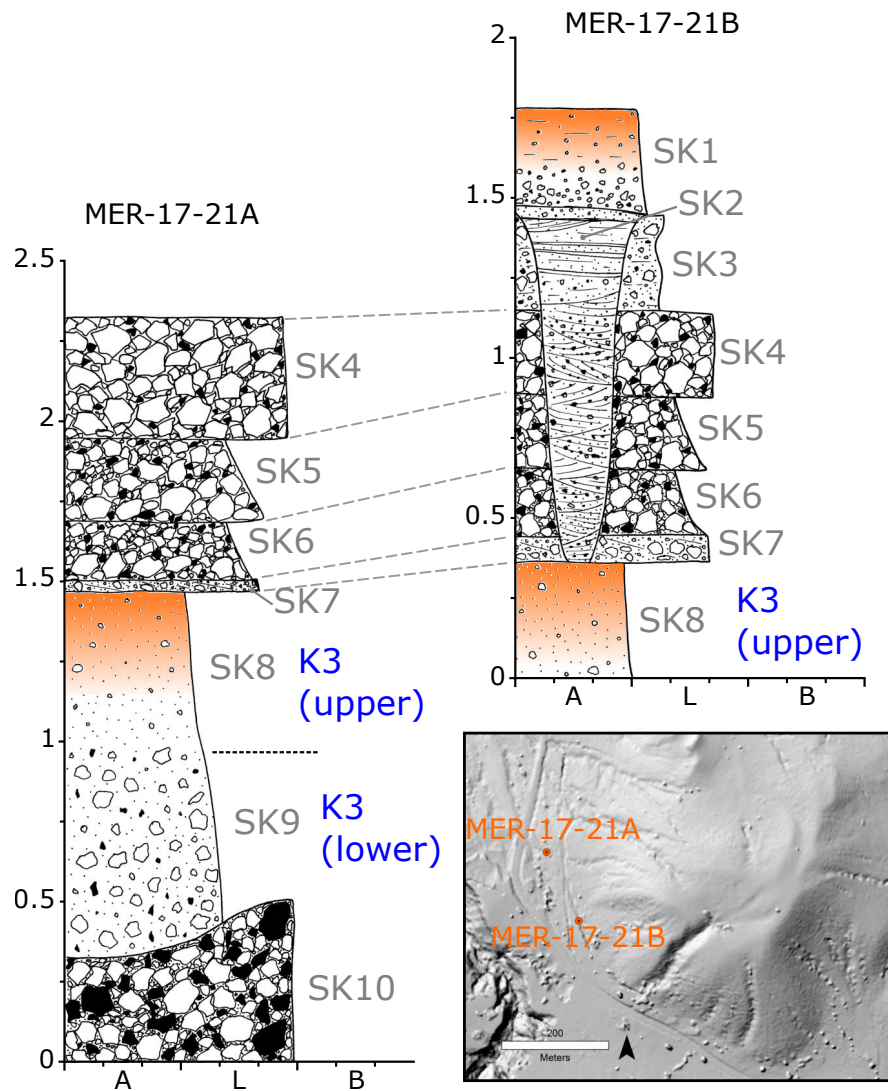 MER-17-21A
2.5
2
1.5
1
0.5
0
A
L
B
SK4
SK5
SK6
SK7
SK8
K3
(upper)
SK9
K3
(lower)
SK10
MER-17-21B
2
1.5
1
0.5
0
A
L
B
SK1
SK2
SK3
SK4
SK5
SK6
SK7
SK8
K3
(upper)
MER-17-21A
MER-17-21B
200
Meters
N